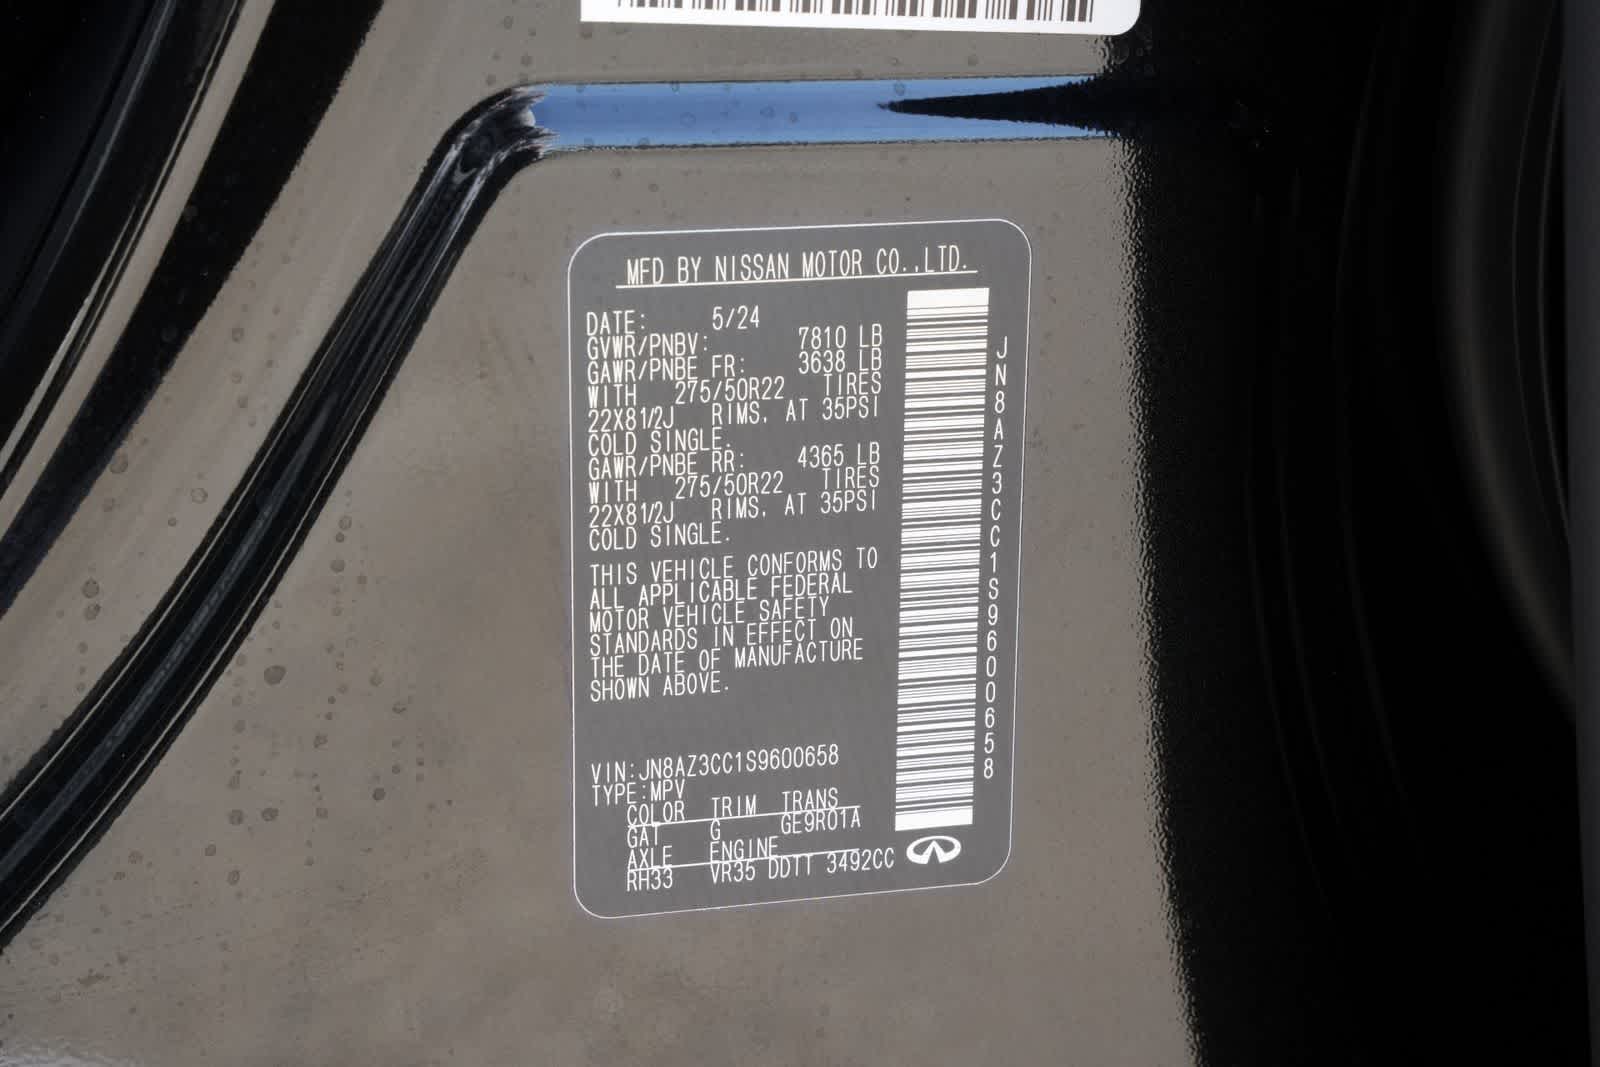 MFD BY NISSAN MOTOR CO.,LTD.
DATE: 5/24
GVWR/PNBV: 7810 LB
GAWR/PNBE FR: 3638 LB
WITH 275/50R22 TIRES
22X81/2J RIMS, AT 35PSI
COLD SINGLE.
GAWR/PNBE RR: 4365 LB
WITH 275/50R22 TIRES
22X81/2J RIMS, AT 35PSI
COLD SINGLE.
THIS VEHICLE CONFORMS TO
ALL APPLICABLE FEDERAL
MOTOR VEHICLE SAFETY
STANDARDS IN EFFECT ON
THE DATE OF MANUFACTURE
SHOWN ABOVE.
VIN:JN8AZ3CC1S9600658
TYPE:MPV
COLOR TRIM TRANS
GAT G GE9R01A
AXLE ENGINE
RH33 VR35 DDTT 3492CC
JN8AZ3CC1S9600658